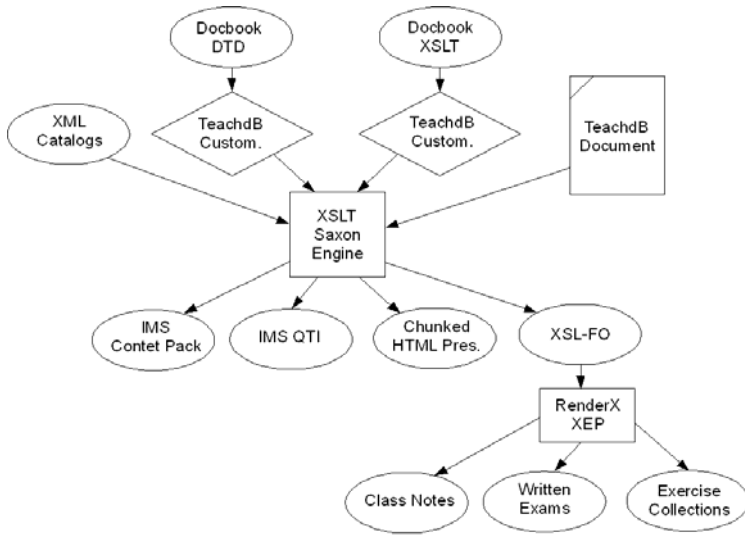 Docbook
DTD
Docbook
XSLT
XML
Catalogs
TeachdB
Custom.
TeachdB
Custom.
TeachdB
Document
XSLT
Saxon
Engine
IMS
Contet Pack
IMS QTI
Chunked
HTML Pres.
XSL-FO
RenderX
XEP
Class Notes
Written
Exams
Exercise
Collections